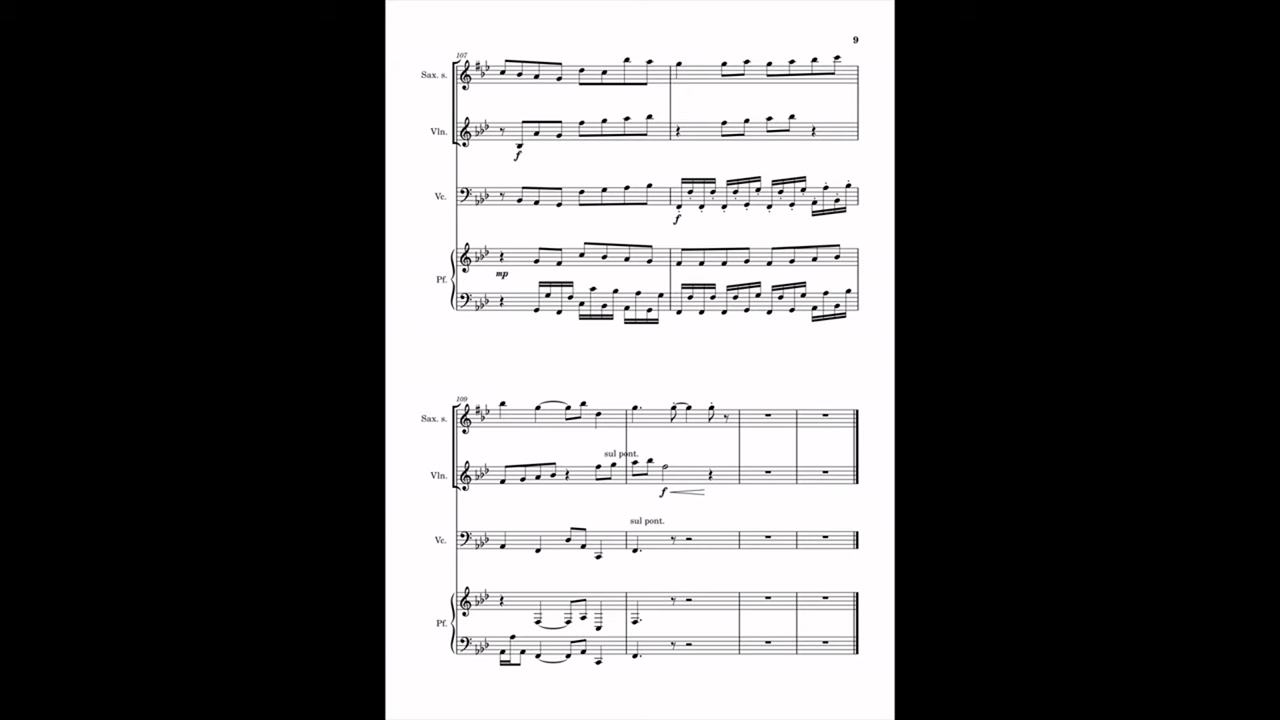 9
107
Sax. s.
Vln.
f
Vc.
f
mp
Pf.
109
Sax. s.
sul pont.
Vln.
f
sul pont.
Vc.
Pf.